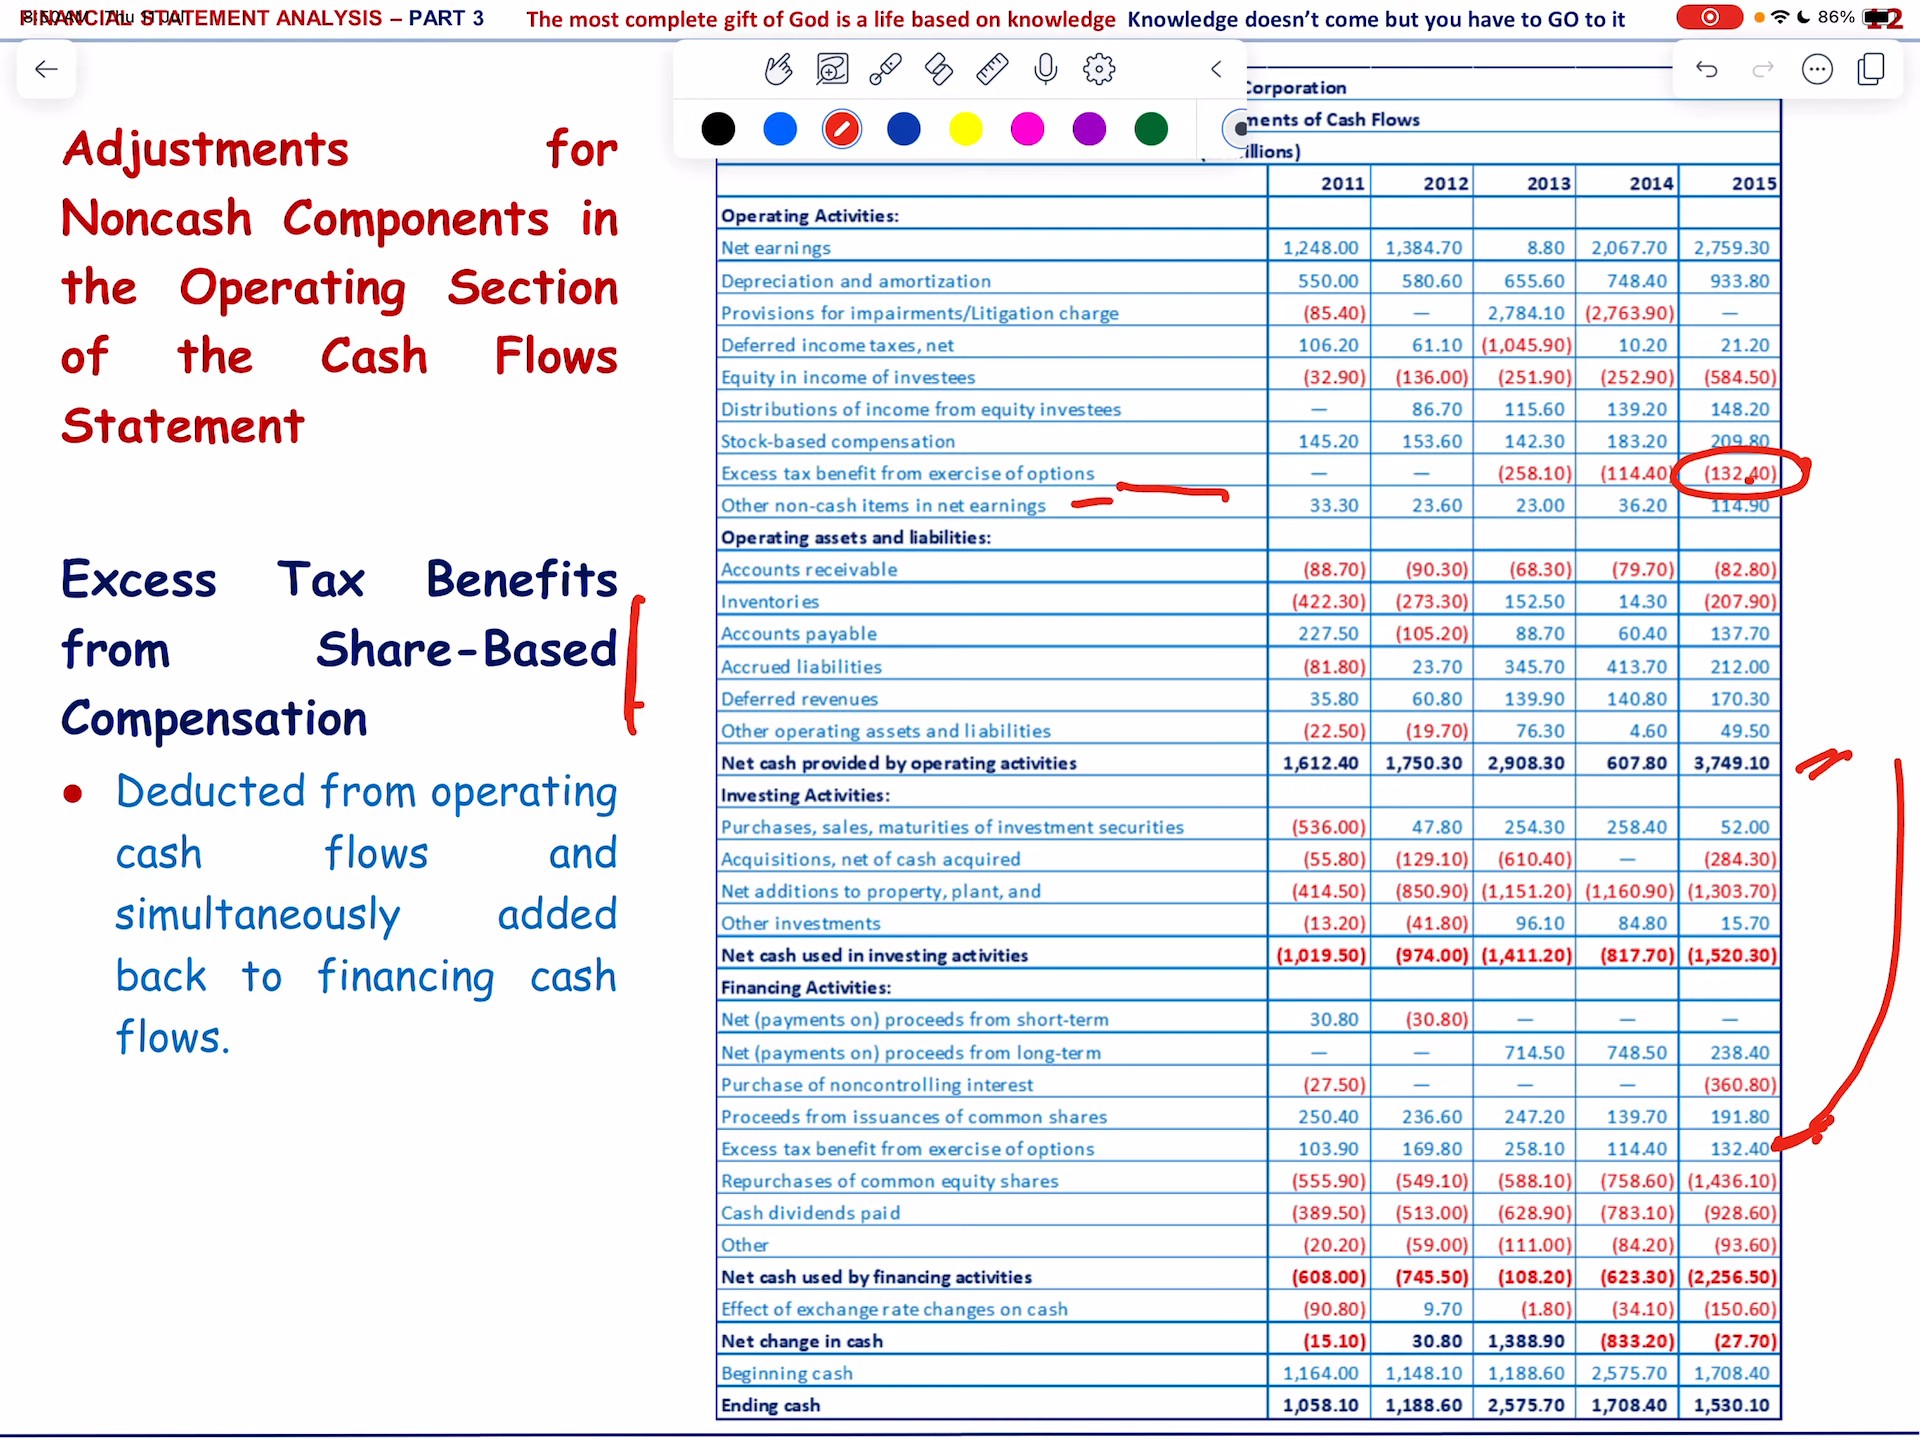 FINANCIAL STATEMENT ANALYSIS – PART 3 The most complete gift of God is a life based on knowledge Knowledge doesn't come but you have to GO to it 86%
Adjustments for
Noncash Components in
the Operating Section
of the Cash Flows
Statement
Excess Tax Benefits
from Share-Based
Compensation
• Deducted from operating
cash flows and
simultaneously added
back to financing cash
flows.
Corporation
ments of Cash Flows
illions)
2011 2012 2013 2014 2015
Operating Activities:
Net earnings 1,248.00 1,384.70 8.80 2,067.70 2,759.30
Depreciation and amortization 550.00 580.60 655.60 748.40 933.80
Provisions for impairments/Litigation charge (85.40) — 2,784.10 (2,763.90) —
Deferred income taxes, net 106.20 61.10 (1,045.90) 10.20 21.20
Equity in income of investees (32.90) (136.00) (251.90) (252.90) (584.50)
Distributions of income from equity investees — 86.70 115.60 139.20 148.20
Stock-based compensation 145.20 153.60 142.30 183.20 209.80
Excess tax benefit from exercise of options — — (258.10) (114.40) (132.40)
Other non-cash items in net earnings 33.30 23.60 23.00 36.20 114.90
Operating assets and liabilities:
Accounts receivable (88.70) (90.30) (68.30) (79.70) (82.80)
Inventories (422.30) (273.30) 152.50 14.30 (207.90)
Accounts payable 227.50 (105.20) 88.70 60.40 137.70
Accrued liabilities (81.80) 23.70 345.70 413.70 212.00
Deferred revenues 35.80 60.80 139.90 140.80 170.30
Other operating assets and liabilities (22.50) (19.70) 76.30 4.60 49.50
Net cash provided by operating activities 1,612.40 1,750.30 2,908.30 607.80 3,749.10
Investing Activities:
Purchases, sales, maturities of investment securities (536.00) 47.80 254.30 258.40 52.00
Acquisitions, net of cash acquired (55.80) (129.10) (610.40) — (284.30)
Net additions to property, plant, and (414.50) (850.90) (1,151.20) (1,160.90) (1,303.70)
Other investments (13.20) (41.80) 96.10 84.80 15.70
Net cash used in investing activities (1,019.50) (974.00) (1,411.20) (817.70) (1,520.30)
Financing Activities:
Net (payments on) proceeds from short-term 30.80 (30.80) — — —
Net (payments on) proceeds from long-term — — 714.50 748.50 238.40
Purchase of noncontrolling interest (27.50) — — — (360.80)
Proceeds from issuances of common shares 250.40 236.60 247.20 139.70 191.80
Excess tax benefit from exercise of options 103.90 169.80 258.10 114.40 132.40
Repurchases of common equity shares (555.90) (549.10) (588.10) (758.60) (1,436.10)
Cash dividends paid (389.50) (513.00) (628.90) (783.10) (928.60)
Other (20.20) (59.00) (111.00) (84.20) (93.60)
Net cash used by financing activities (608.00) (745.50) (108.20) (623.30) (2,256.50)
Effect of exchange rate changes on cash (90.80) 9.70 (1.80) (34.10) (150.60)
Net change in cash (15.10) 30.80 1,388.90 (833.20) (27.70)
Beginning cash 1,164.00 1,148.10 1,188.60 2,575.70 1,708.40
Ending cash 1,058.10 1,188.60 2,575.70 1,708.40 1,530.10